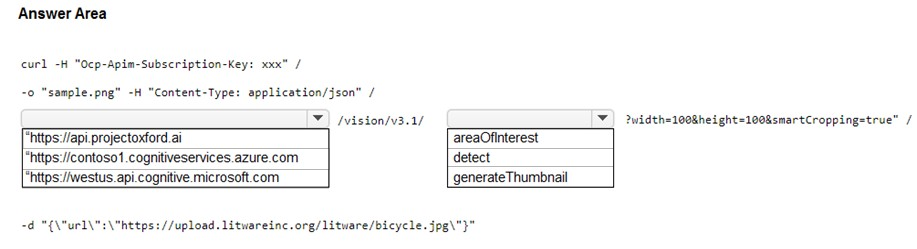 Answer Area
curl -H "Ocp-Apim-Subscription-Key: xxx" /
-o "sample.png" -H "Content-Type: application/json" /
/vision/v3.1/ ?width=100&height=100&smartCropping=true" /
"https://api.projectoxford.ai
"https://contoso1.cognitiveservices.azure.com
"https://westus.api.cognitive.microsoft.com
areaOfInterest
detect
generateThumbnail
-d "{\"url\":\"https://upload.litwareinc.org/litware/bicycle.jpg\"}"